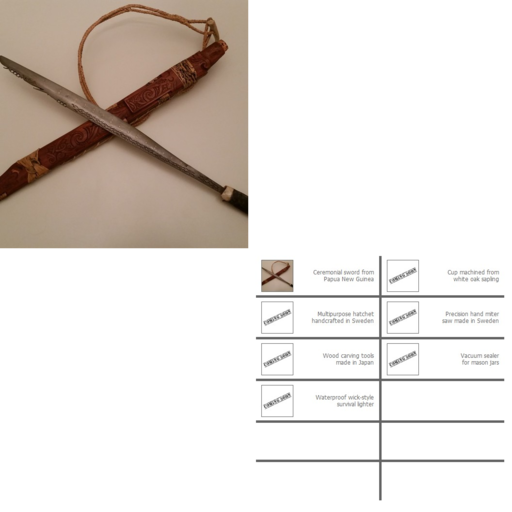 Ceremonial sword from
Papua New Guinea
Cup machined from
white oak sapling
Multipurpose hatchet
handcrafted in Sweden
Precision hand miter
saw made in Sweden
Wood carving tools
made in Japan
Vacuum sealer
for mason jars
Waterproof wick-style
survival lighter